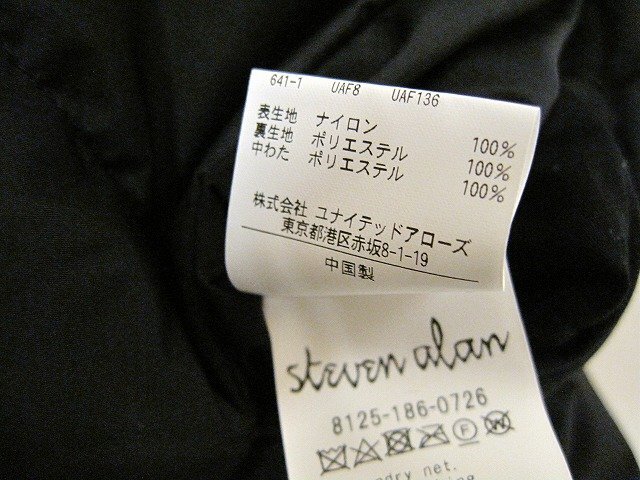 641-1 UAF8 UAF136
表生地 ナイロン 100%
裏生地 ポリエステル 100%
中わた ポリエステル 100%
株式会社 ユナイテッドアローズ
東京都港区赤坂8-1-19
中国製
steven alan
8125-186-0726
net.